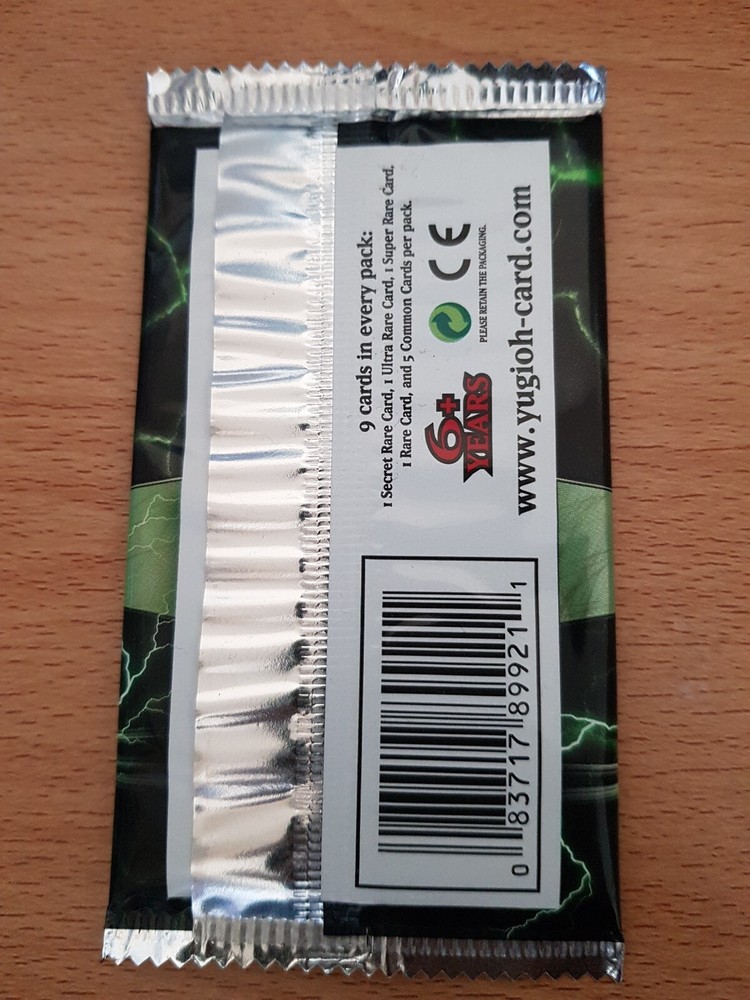 9 cards in every pack:
1 Secret Rare Card, 1 Ultra Rare Card, 1 Super Rare Card,
1 Rare Card, and 5 Common Cards per pack.
6+
YEARS
CE
PLEASE RETAIN THE PACKAGING.
www.yugioh-card.com
0 83717 89921 1